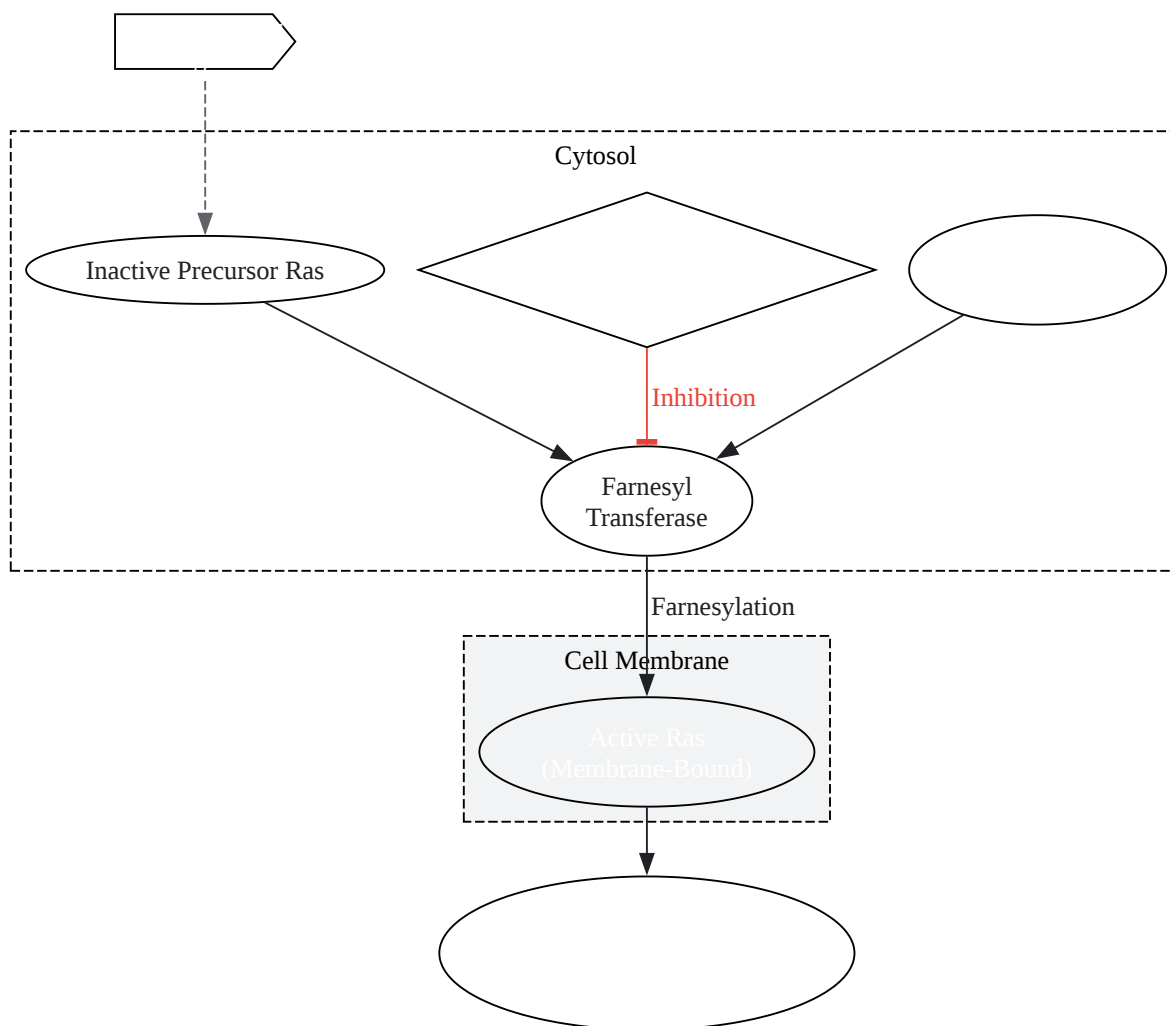 Cytosol
Inactive Precursor Ras
Inhibition
Farnesyl
Transferase
Farnesylation
Cell Membrane
Active Ras
(Membrane-Bound)